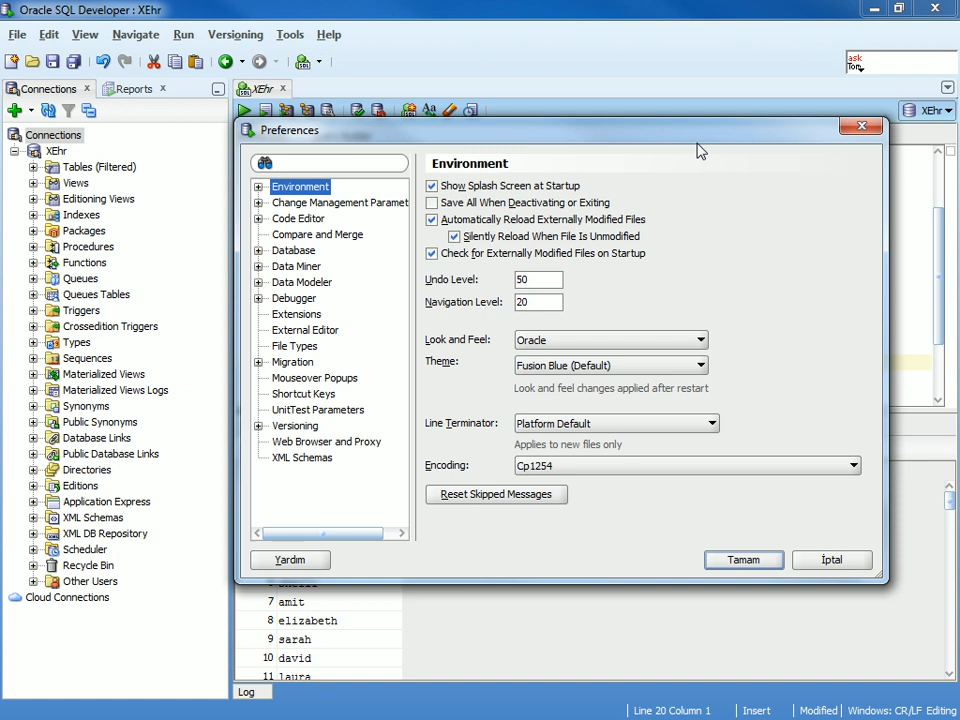 Oracle SQL Developer : XEhr
File Edit View Navigate Run Versioning Tools Help
ask
Tom
Connections
Reports
XEhr
XEhr
Connections
XEhr
Tables (Filtered)
Views
Editioning Views
Indexes
Packages
Procedures
Functions
Queues
Queues Tables
Triggers
Crossedition Triggers
Types
Sequences
Materialized Views
Materialized Views Logs
Synonyms
Public Synonyms
Database Links
Public Database Links
Directories
Editions
Application Express
XML Schemas
XML DB Repository
Scheduler
Recycle Bin
Other Users
Cloud Connections
Preferences
Environment
Change Management Paramet
Code Editor
Compare and Merge
Database
Data Miner
Data Modeler
Debugger
Extensions
External Editor
File Types
Migration
Mouseover Popups
Shortcut Keys
UnitTest Parameters
Versioning
Web Browser and Proxy
XML Schemas
Environment
Show Splash Screen at Startup
Save All When Deactivating or Exiting
Automatically Reload Externally Modified Files
Silently Reload When File Is Unmodified
Check for Externally Modified Files on Startup
Undo Level: 50
Navigation Level: 20
Look and Feel: Oracle
Theme: Fusion Blue (Default)
Look and feel changes applied after restart
Line Terminator: Platform Default
Applies to new files only
Encoding: Cp1254
Reset Skipped Messages
Yardım
Tamam
İptal
7 amit
8 elizabeth
9 sarah
10 david
11 laura
Log
Line 20 Column 1
Insert
Modified
Windows: CR/LF Editing